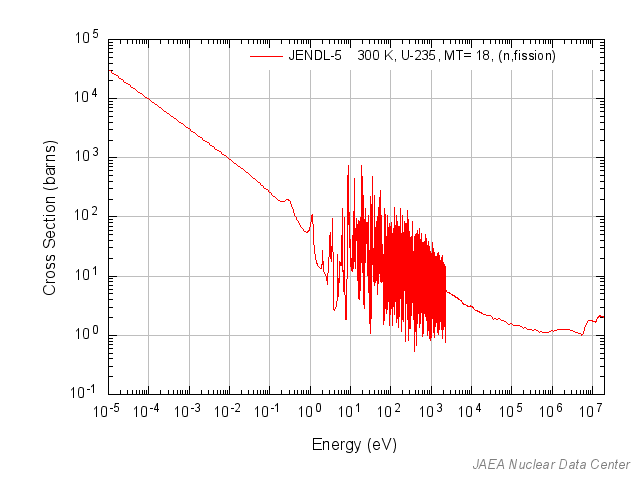 JENDL-5 300 K, U-235, MT= 18, (n,fission)
Cross Section (barns)
10^5
10^4
10^3
10^2
10^1
10^0
10^-1
10^-5 10^-4 10^-3 10^-2 10^-1 10^0 10^1 10^2 10^3 10^4 10^5 10^6 10^7
Energy (eV)
JAEA Nuclear Data Center